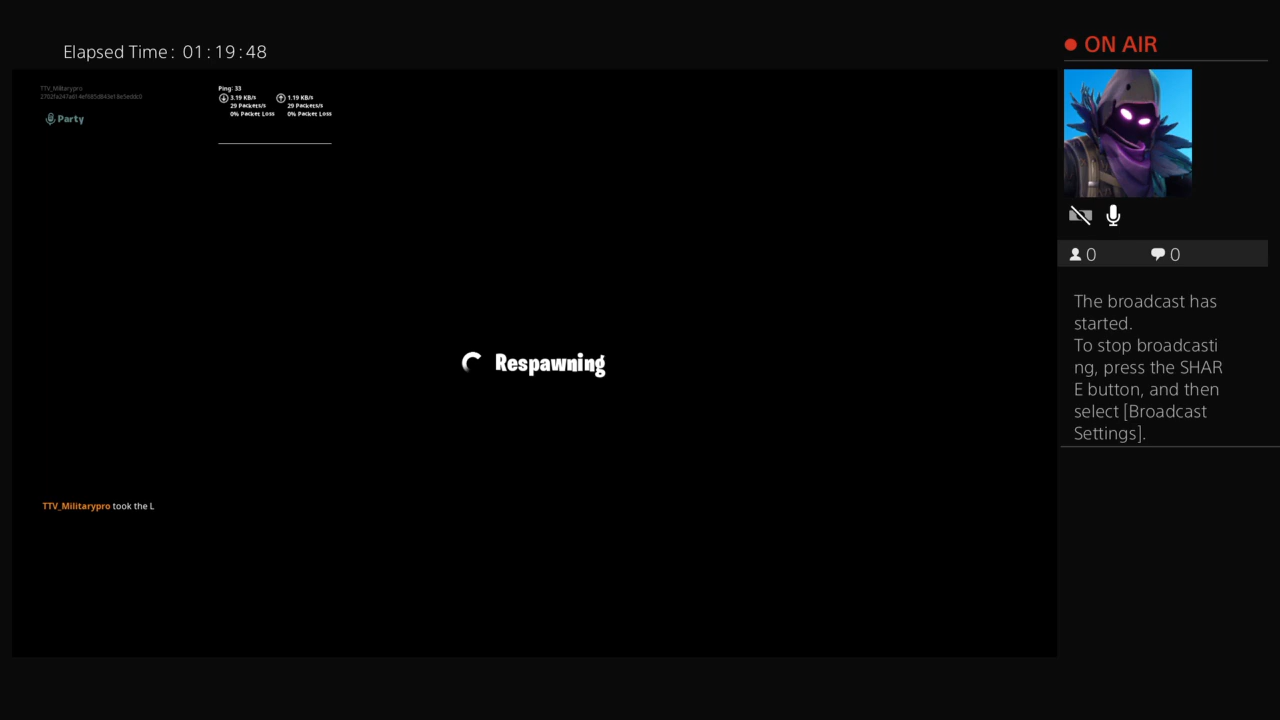 Elapsed Time: 01:19:48
ON AIR
TTV_Militarypro
Party
Ping: 33
3.19 KB/s 1.19 KB/s
29 Packets/s 29 Packets/s
0% Packet Loss 0% Packet Loss
0 0
The broadcast has
started.
To stop broadcasti
ng, press the SHAR
E button, and then
select [Broadcast
Settings].
Respawning
TTV_Militarypro took the L